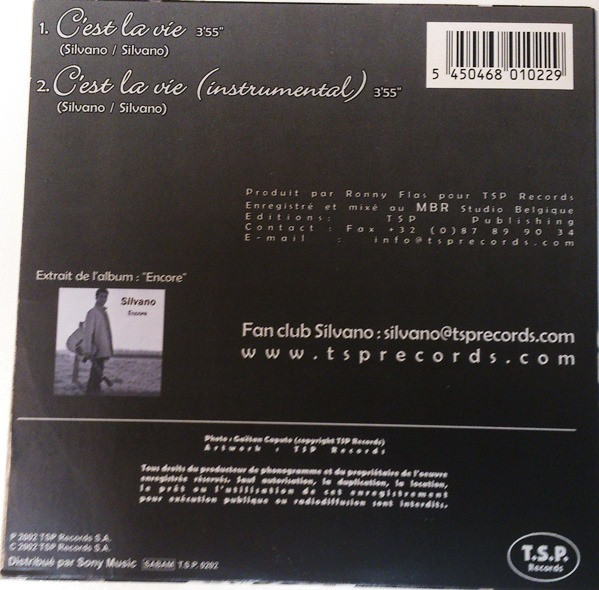 1. C'est la vie 3'55"
(Silvano / Silvano)
2. C'est la vie (instrumental) 3'55"
(Silvano / Silvano)
5 450468 010229
Produit par Ronny Flas pour TSP Records
Enregistré et mixé au MBR Studio Belgique
Editions: TSP Publishing
Contact : Fax +32 (0)87 89 90 34
E-mail : info@tsprecords.com
Extrait de l'album : "Encore"
Silvano
Encore
Fan club Silvano : silvano@tsprecords.com
www.tsprecords.com
Photo : Gaëtan Caputo (copyright TSP Records)
Artwork : TSP Records
Tous droits du producteur de phonogramme et du propriétaire de l'oeuvre
enregistrée réservés. Sauf autorisation, la duplication, la location,
le prêt ou l'utilisation de cet enregistrement
pour exécution publique ou radiodiffusion sont interdits.
P 2002 TSP Records S.A.
C 2002 TSP Records S.A.
Distribué par Sony Music SABAM T.S.P. 0202
T.S.P.
Records